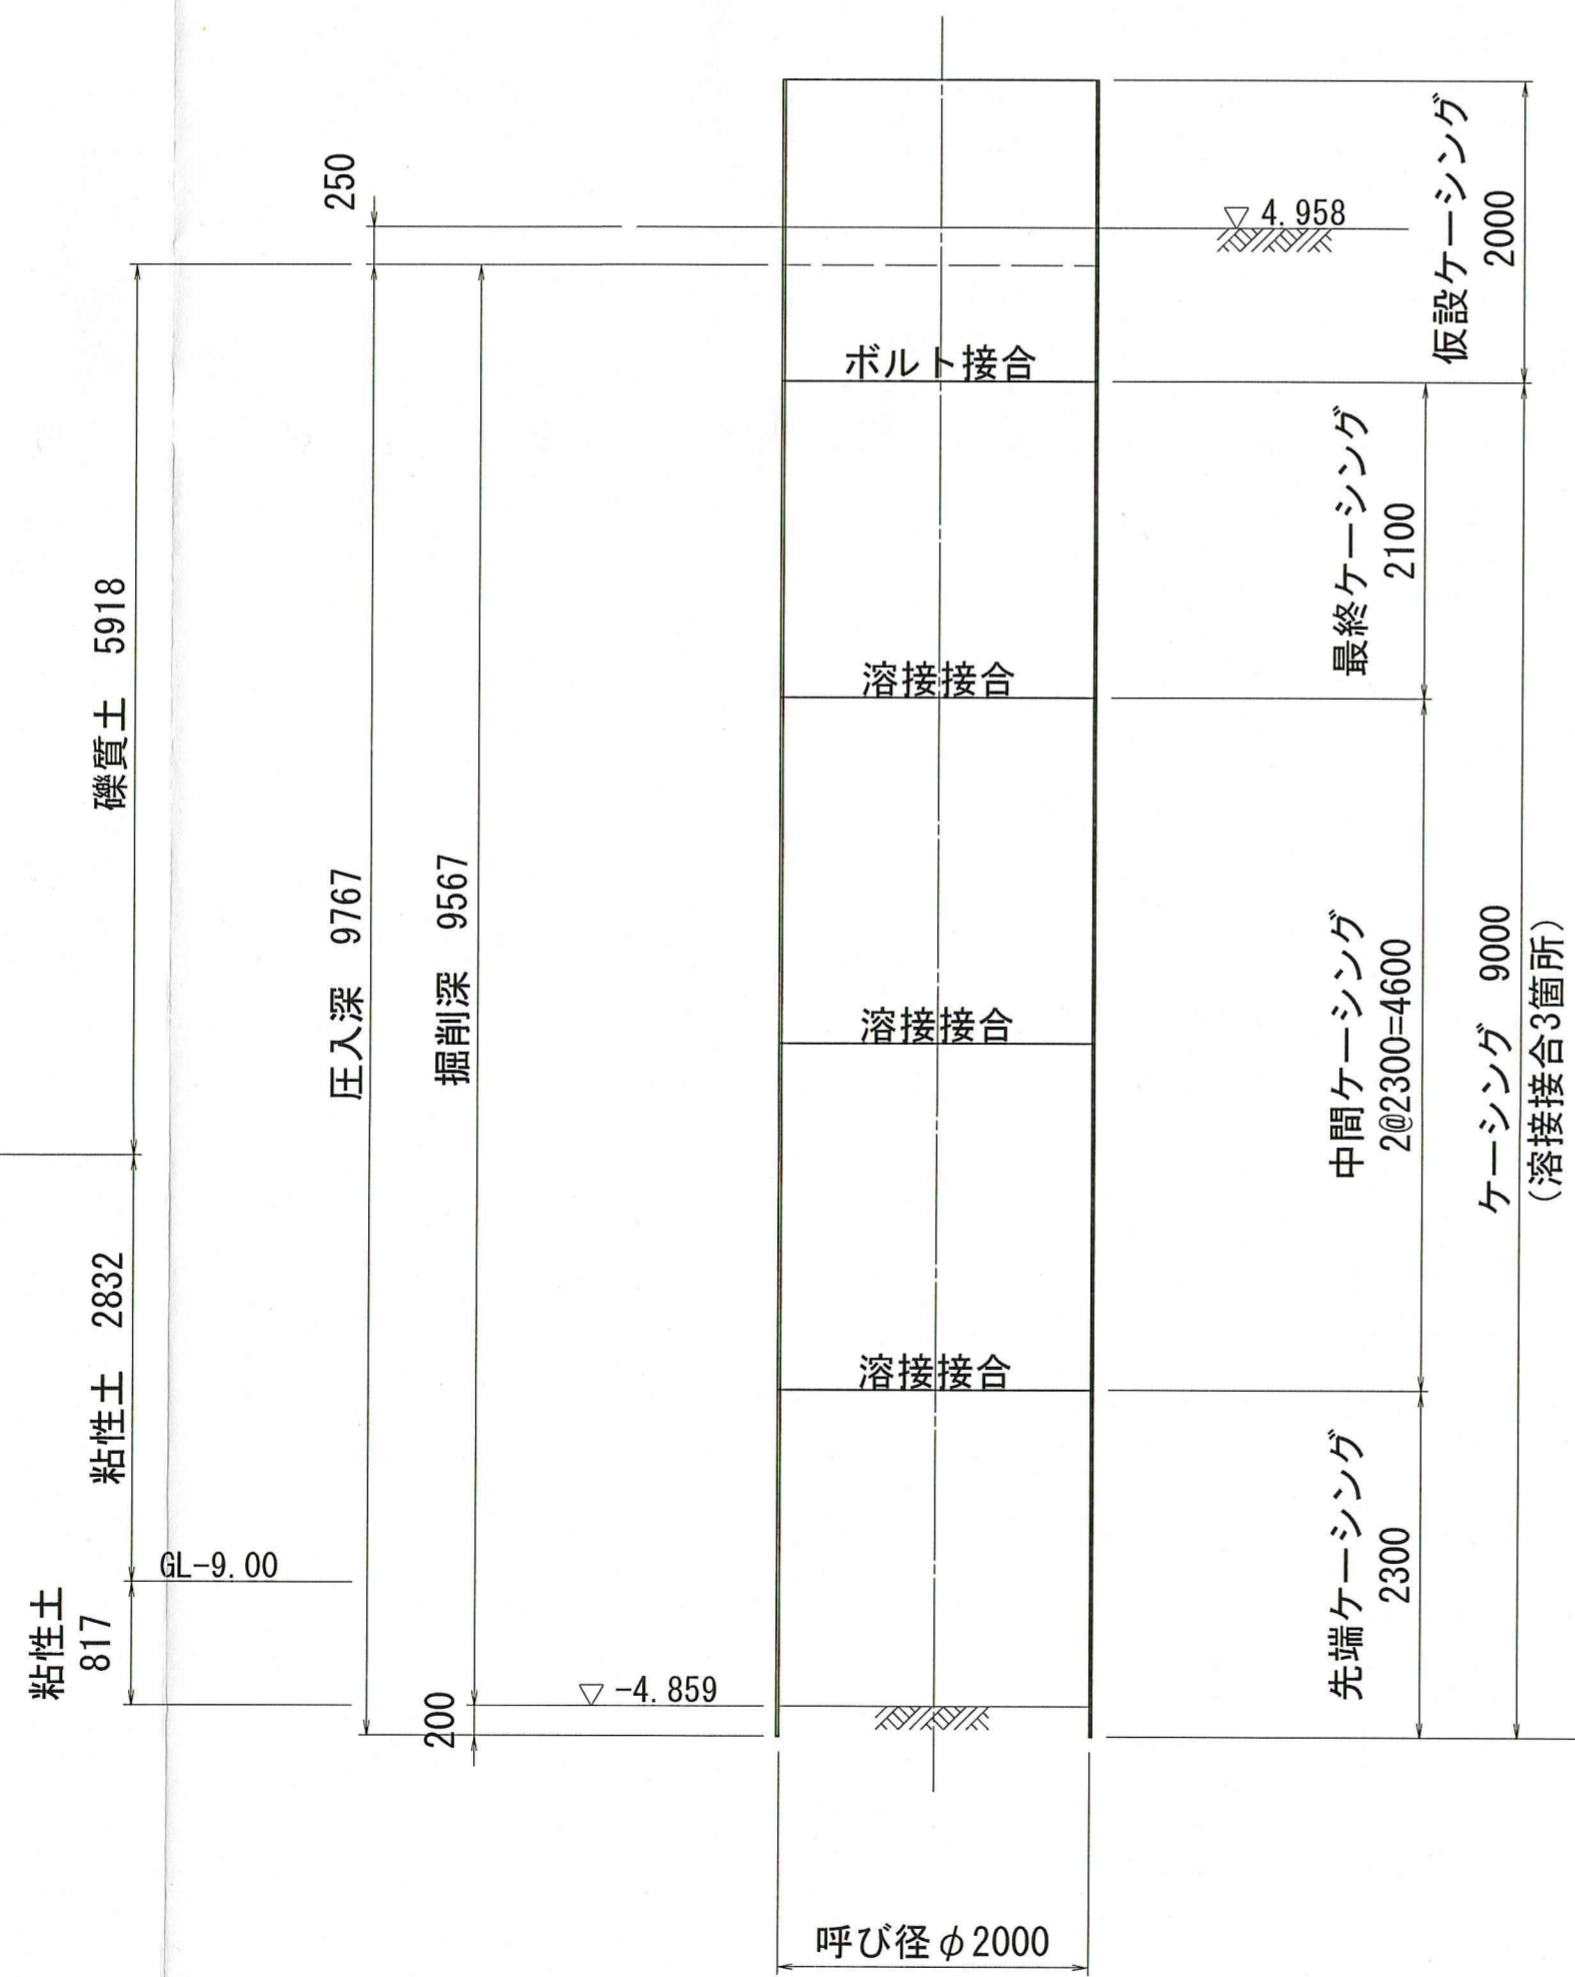 250
▽ 4.958
仮設ケーシング
2000
ボルト接合
最終ケーシング
2100
礫質土 5918
溶接接合
圧入深 9767
掘削深 9567
中間ケーシング
2@2300=4600
ケーシング 9000
(溶接接合3箇所)
溶接接合
粘性土 2832
溶接接合
先端ケーシング
2300
GL-9.00
粘性土
817
▽ -4.859
200
呼び径φ2000